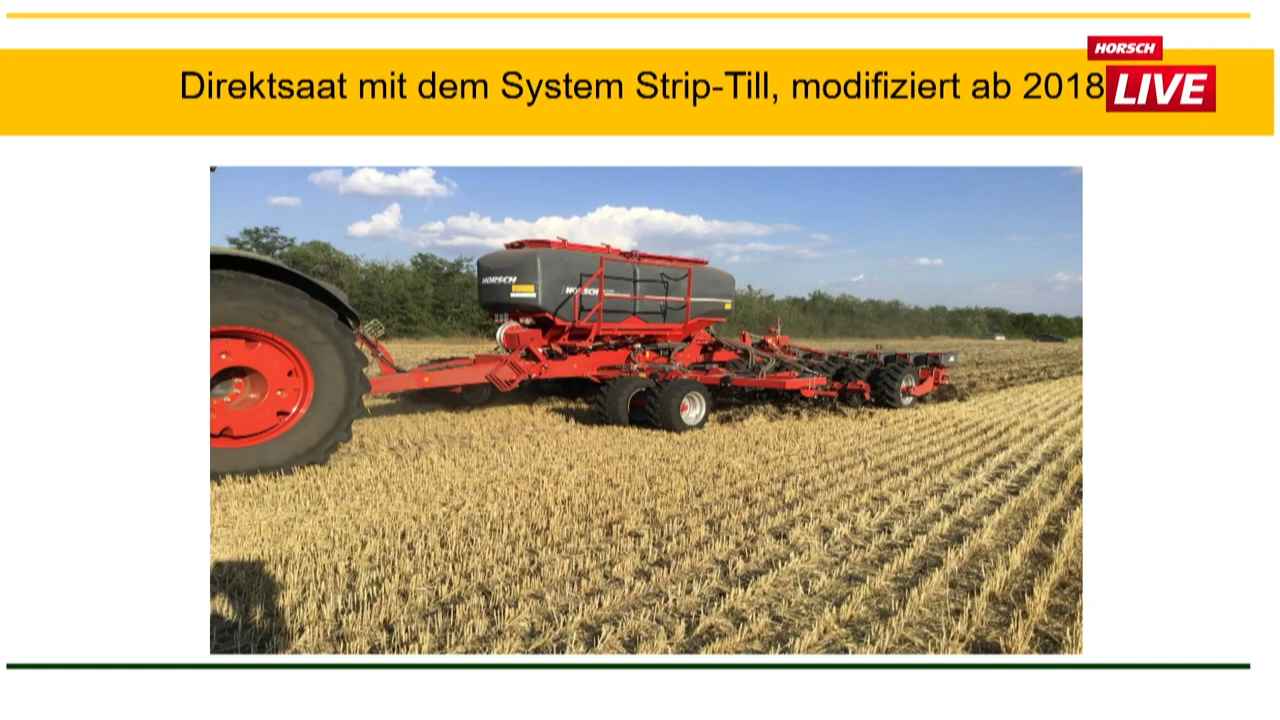 Direktsaat mit dem System Strip-Till, modifiziert ab 2018
HORSCH
LIVE
HORSCH
HORSCH